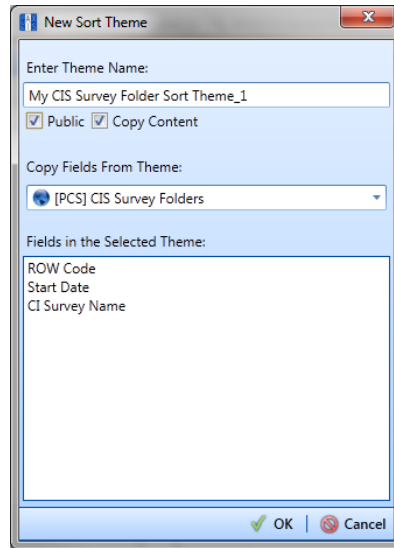 New Sort Theme
Enter Theme Name:
My CIS Survey Folder Sort Theme_1
Public Copy Content
Copy Fields From Theme:
[PCS] CIS Survey Folders
Fields in the Selected Theme:
ROW Code
Start Date
CI Survey Name
OK | Cancel